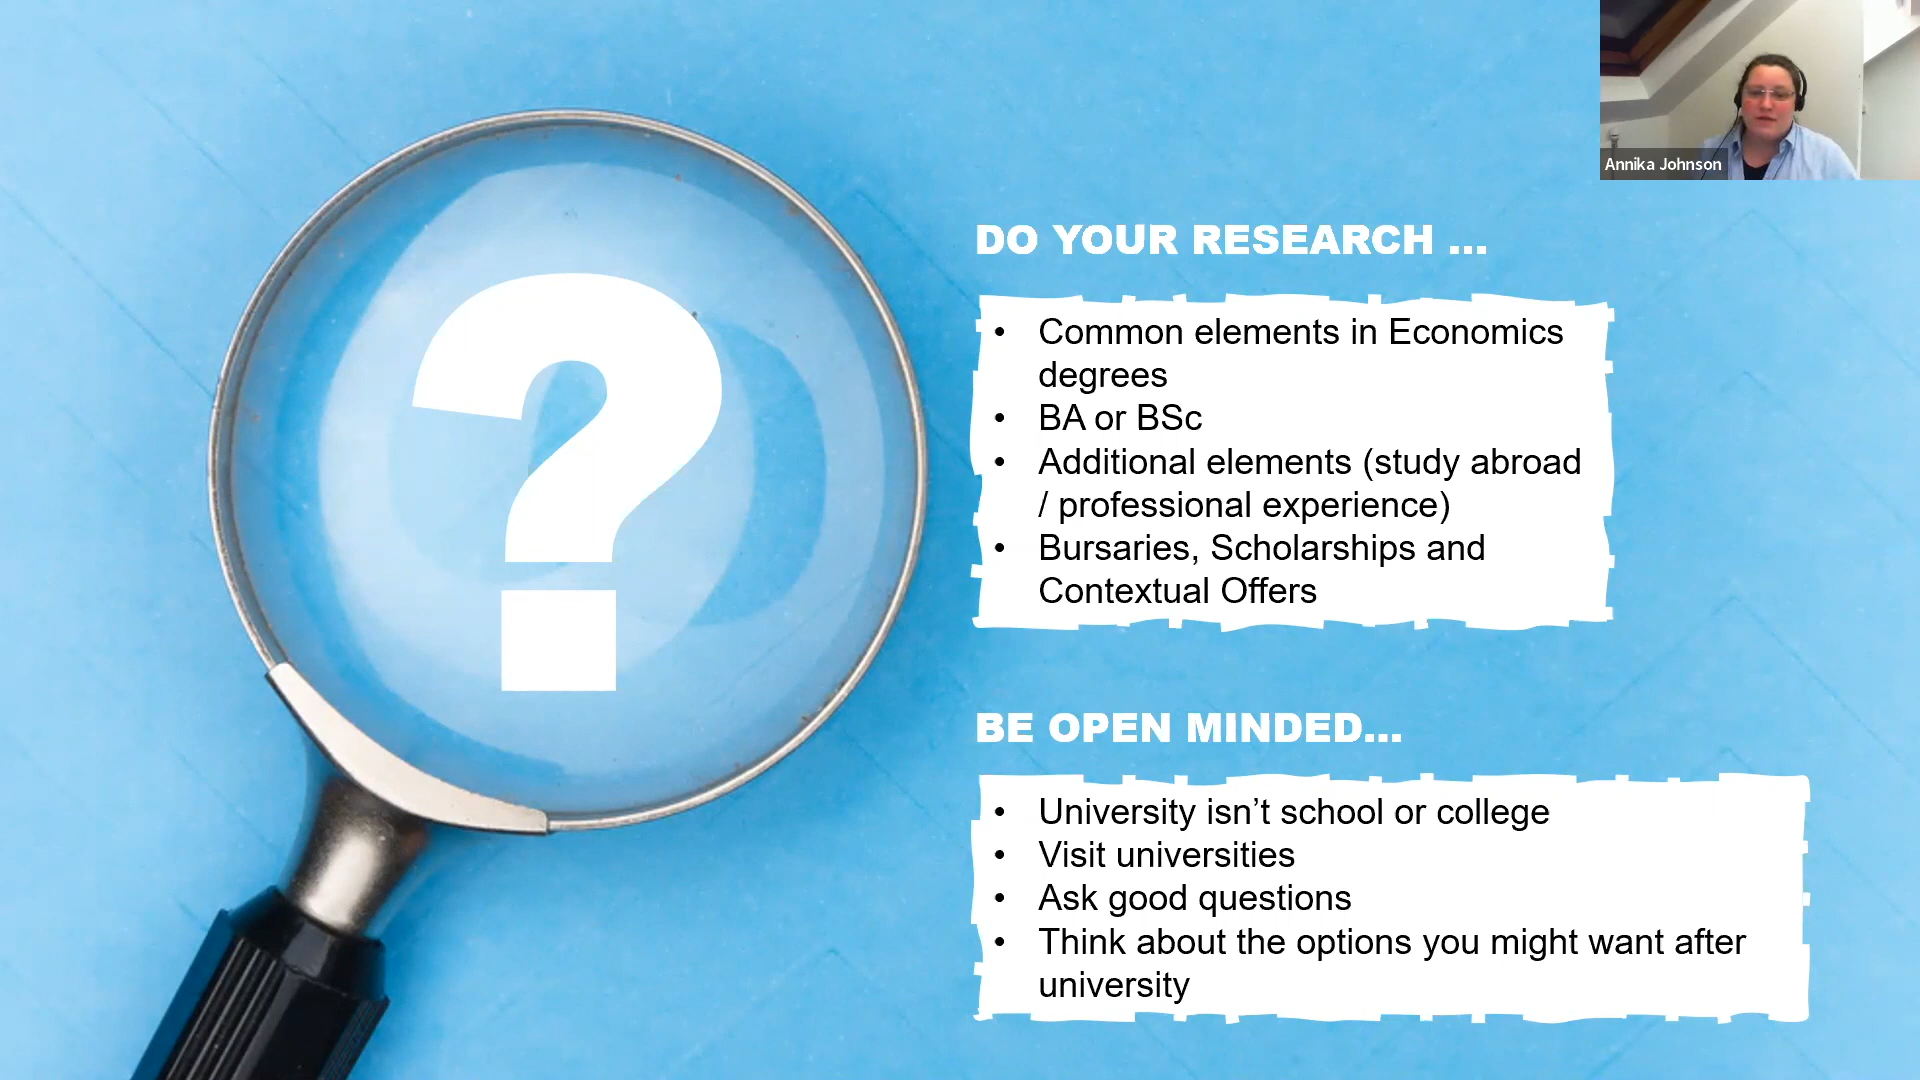 Annika Johnson
DO YOUR RESEARCH ...
• Common elements in Economics
degrees
• BA or BSc
• Additional elements (study abroad
/ professional experience)
• Bursaries, Scholarships and
Contextual Offers
?
BE OPEN MINDED...
• University isn’t school or college
• Visit universities
• Ask good questions
• Think about the options you might want after
university